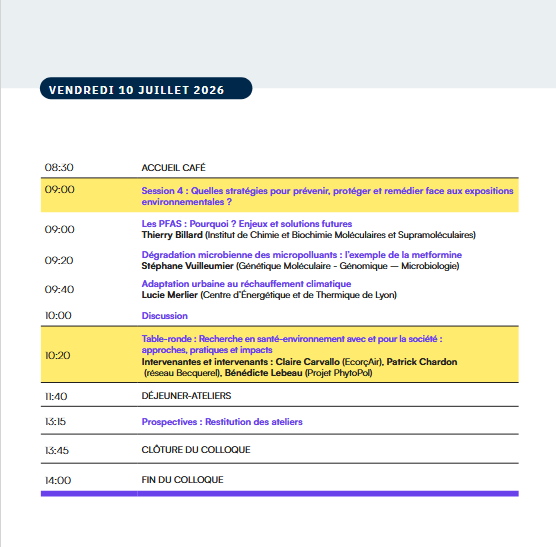 VENDREDI 10 JUILLET 2026
08:30 ACCUEIL CAFÉ
09:00 Session 4 : Quelles stratégies pour prévenir, protéger et remédier face aux expositions
environnementales ?
09:00 Les PFAS : Pourquoi ? Enjeux et solutions futures
Thierry Billard (Institut de Chimie et Biochimie Moléculaires et Supramoléculaires)
09:20 Dégradation microbienne des micropolluants : l'exemple de la metformine
Stéphane Vuilleumier (Génétique Moléculaire - Génomique — Microbiologie)
09:40 Adaptation urbaine au réchauffement climatique
Lucie Merlier (Centre d'Énergétique et de Thermique de Lyon)
10:00 Discussion
10:20 Table-ronde : Recherche en santé-environnement avec et pour la société :
approches, pratiques et impacts
Intervenantes et intervenants : Claire Carvallo (EcorçAir), Patrick Chardon
(réseau Becquerel), Bénédicte Lebeau (Projet PhytoPol)
11:40 DÉJEUNER-ATELIERS
13:15 Prospectives : Restitution des ateliers
13:45 CLÔTURE DU COLLOQUE
14:00 FIN DU COLLOQUE